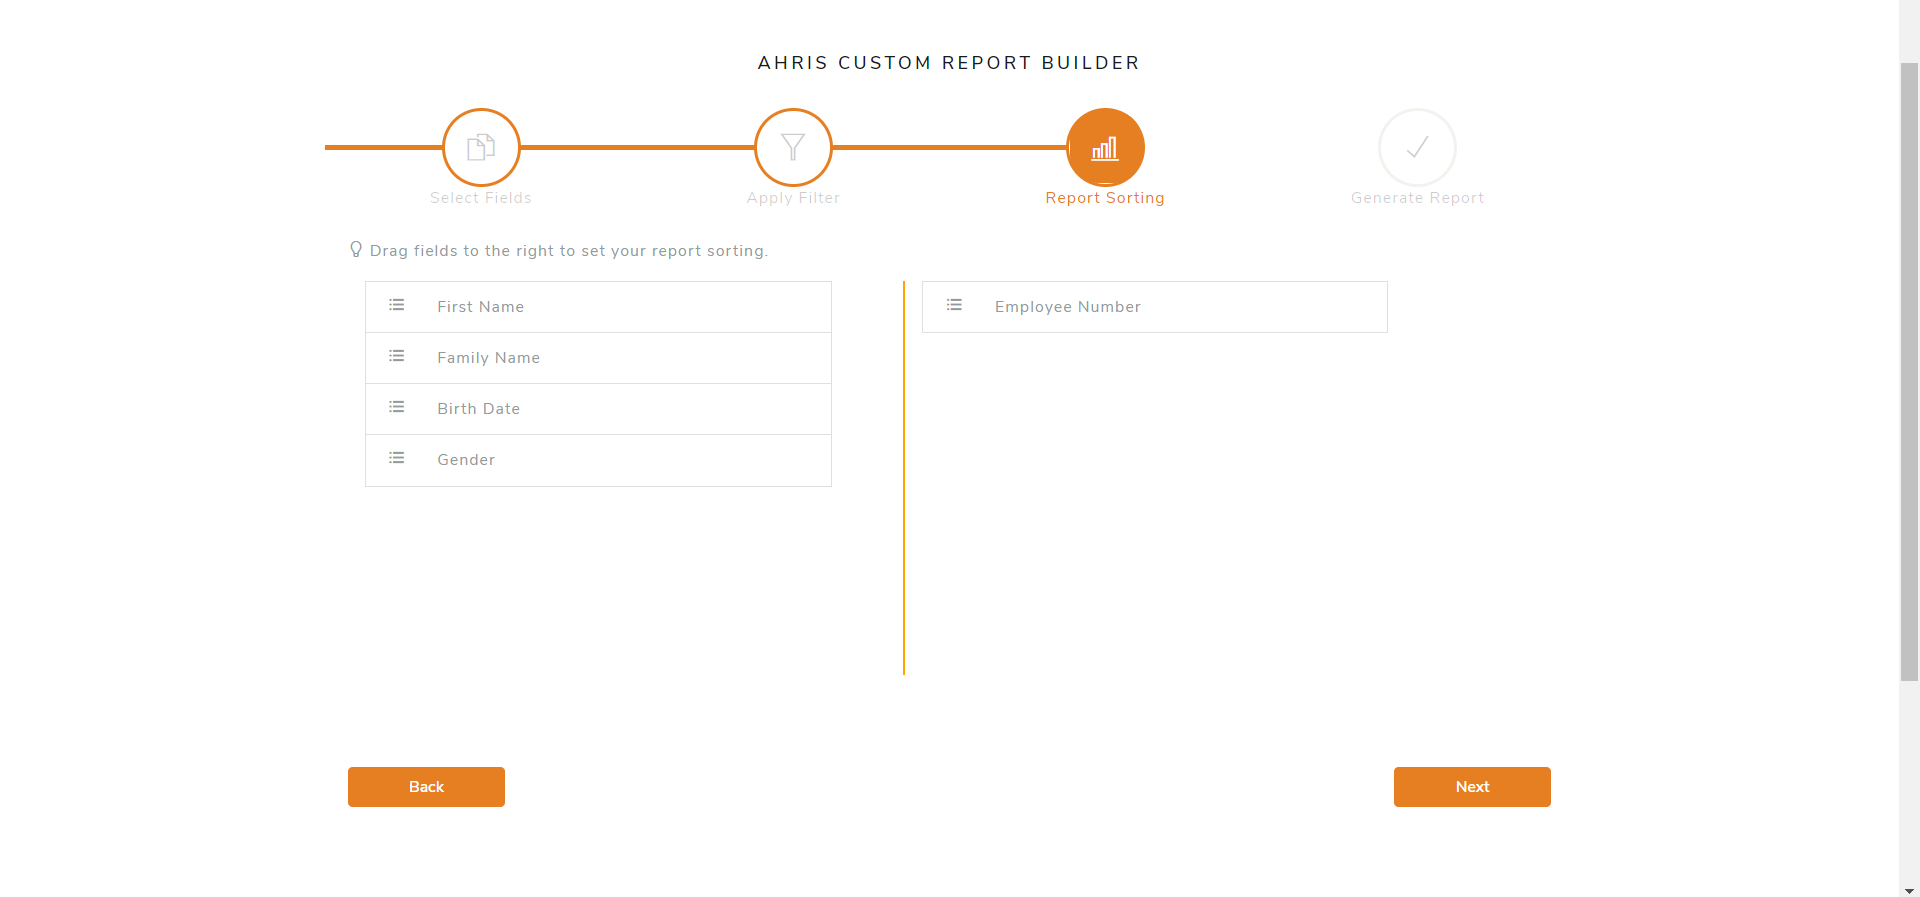 AHRIS CUSTOM REPORT BUILDER
Select Fields
Apply Filter
Report Sorting
Generate Report
Drag fields to the right to set your report sorting.
First Name
Family Name
Birth Date
Gender
Employee Number
Back
Next